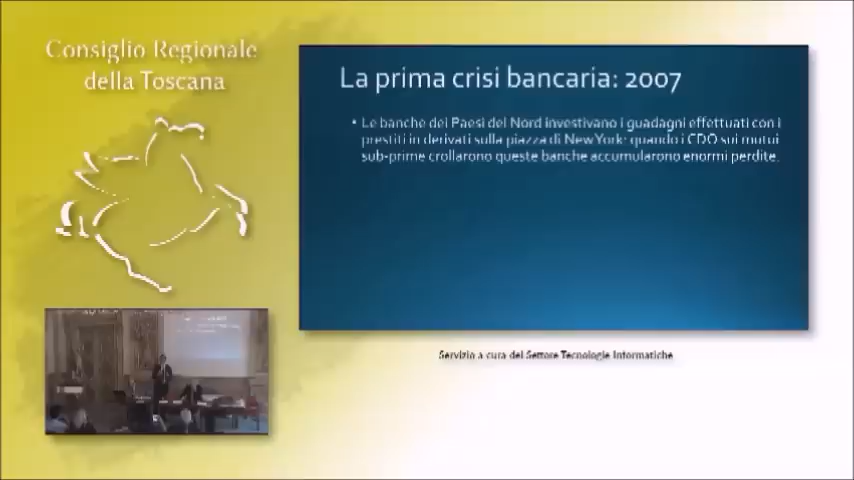 Consiglio Regionale
della Toscana
La prima crisi bancaria: 2007
• Le banche dei Paesi del Nord investivano i guadagni effettuati con i
prestiti in derivati sulla piazza di New York: quando i CDO sui mutui
sub-prime crollarono queste banche accumularono enormi perdite.
Servizio a cura del Settore Tecnologie Informatiche